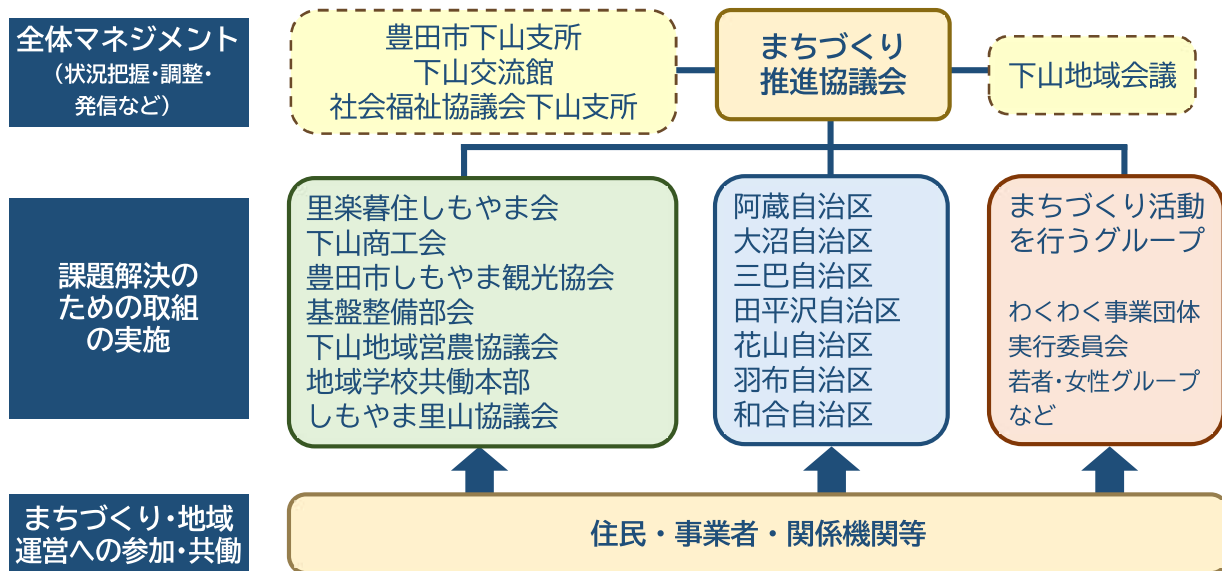 全体マネジメント
(状況把握・調整・
発信など)
豊田市下山支所
下山交流館
社会福祉協議会下山支所
まちづくり
推進協議会
下山地域会議
課題解決の
ための取組
の実施
里楽暮住しもやま会
下山商工会
豊田市しもやま観光協会
基盤整備部会
下山地域営農協議会
地域学校共働本部
しもやま里山協議会
阿蔵自治区
大沼自治区
三巴自治区
田平沢自治区
花山自治区
羽布自治区
和合自治区
まちづくり活動
を行うグループ
わくわく事業団体
実行委員会
若者・女性グループ
など
まちづくり・地域
運営への参加・共働
住民・事業者・関係機関等